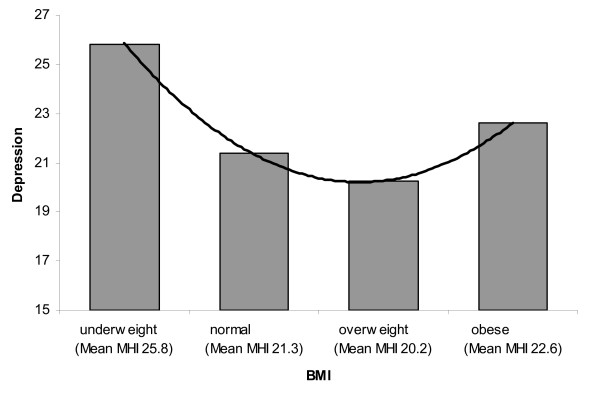 27
25
23
21
19
17
15
Depression
underweight normal overweight obese
(Mean MHI 25.8) (Mean MHI 21.3) (Mean MHI 20.2) (Mean MHI 22.6)
BMI